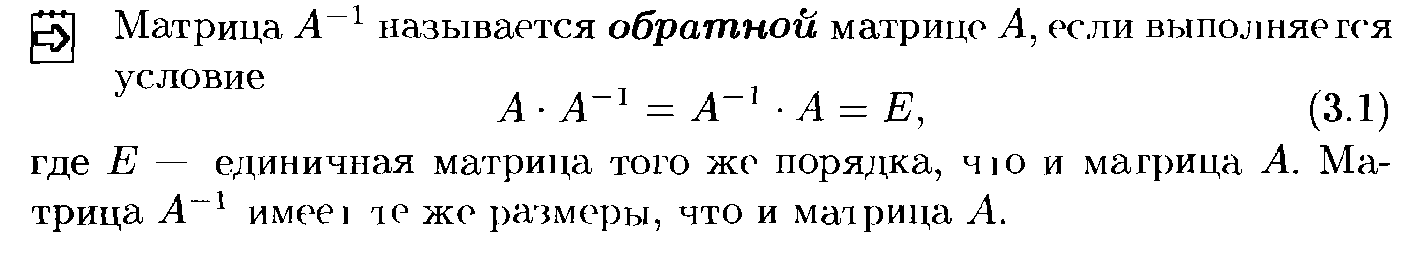 Матрица A⁻¹ называется обратной матрице A, если выполняется
условие
A · A⁻¹ = A⁻¹ · A = E, (3.1)
где E — единичная матрица того же порядка, что и матрица A. Ма-
трица A⁻¹ имеет те же размеры, что и матрица A.